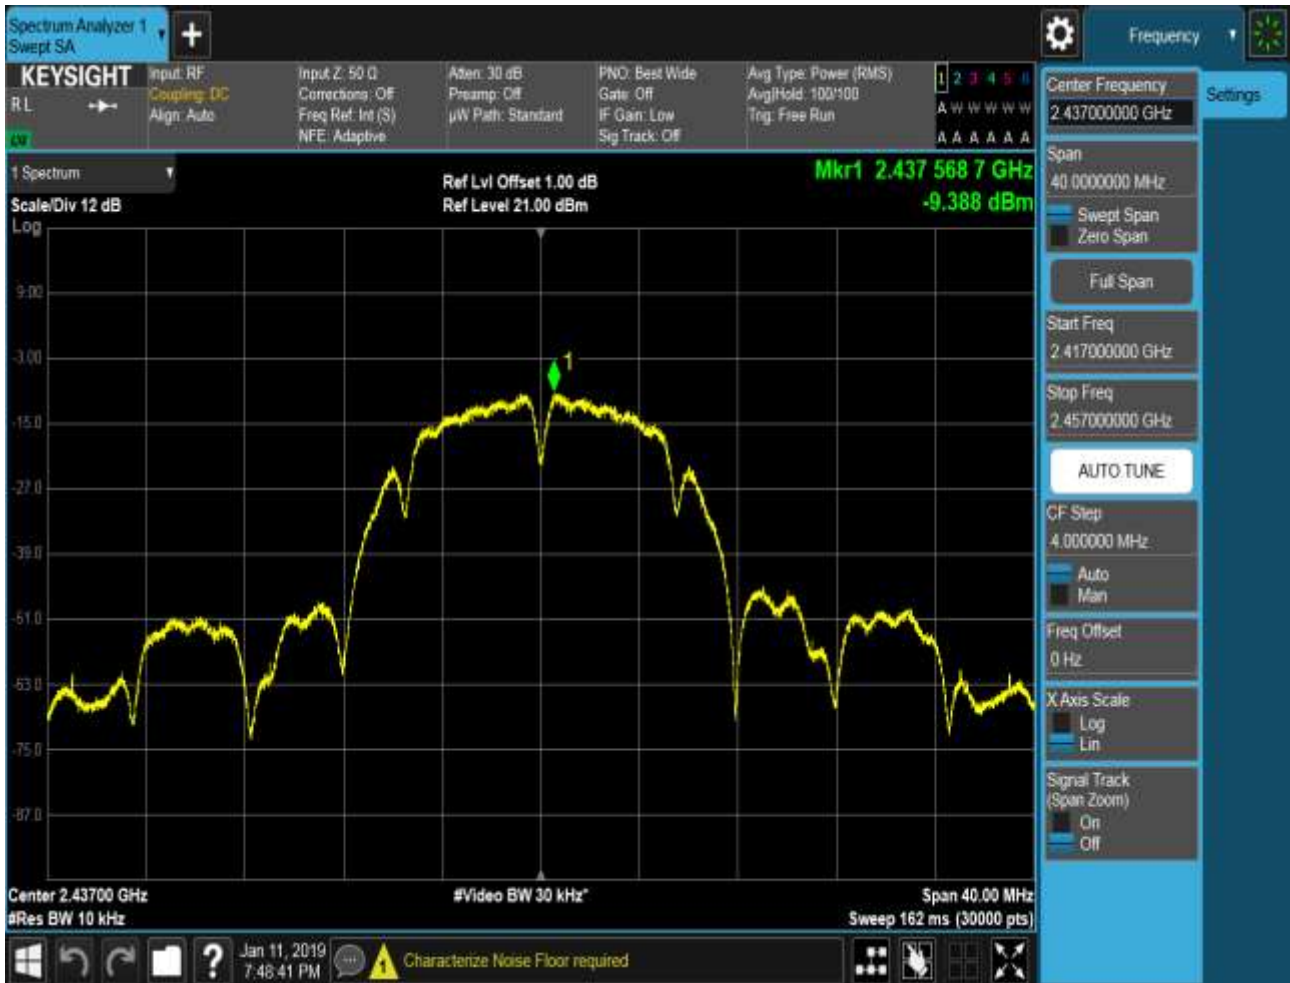 Spectrum Analyzer 1
Swept SA
+
Frequency
KEYSIGHT
R L
LXI
Input: RF
Coupling: DC
Align: Auto
Input Z: 50 Ω
Corrections: Off
Freq Ref: Int (S)
NFE: Adaptive
Atten: 30 dB
Preamp: Off
µW Path: Standard
PNO: Best Wide
Gate: Off
IF Gain: Low
Sig Track: Off
Avg Type: Power (RMS)
Avg|Hold: 100/100
Trig: Free Run
1 2 3 4 5 6
A W W W W W
A A A A A A
1 Spectrum
Scale/Div 12 dB
Log
Ref Lvl Offset 1.00 dB
Ref Level 21.00 dBm
Mkr1 2.437 568 7 GHz
-9.388 dBm
1
9.00
-3.00
-15.0
-27.0
-39.0
-51.0
-63.0
-75.0
-87.0
Center 2.43700 GHz
#Res BW 10 kHz
#Video BW 30 kHz*
Span 40.00 MHz
Sweep 162 ms (30000 pts)
Center Frequency
2.437000000 GHz
Settings
Span
40.0000000 MHz
Swept Span
Zero Span
Full Span
Start Freq
2.417000000 GHz
Stop Freq
2.457000000 GHz
AUTO TUNE
CF Step
4.000000 MHz
Auto
Man
Freq Offset
0 Hz
X Axis Scale
Log
Lin
Signal Track
(Span Zoom)
On
Off
?
Jan 11, 2019
7:48:41 PM
1
Characterize Noise Floor required